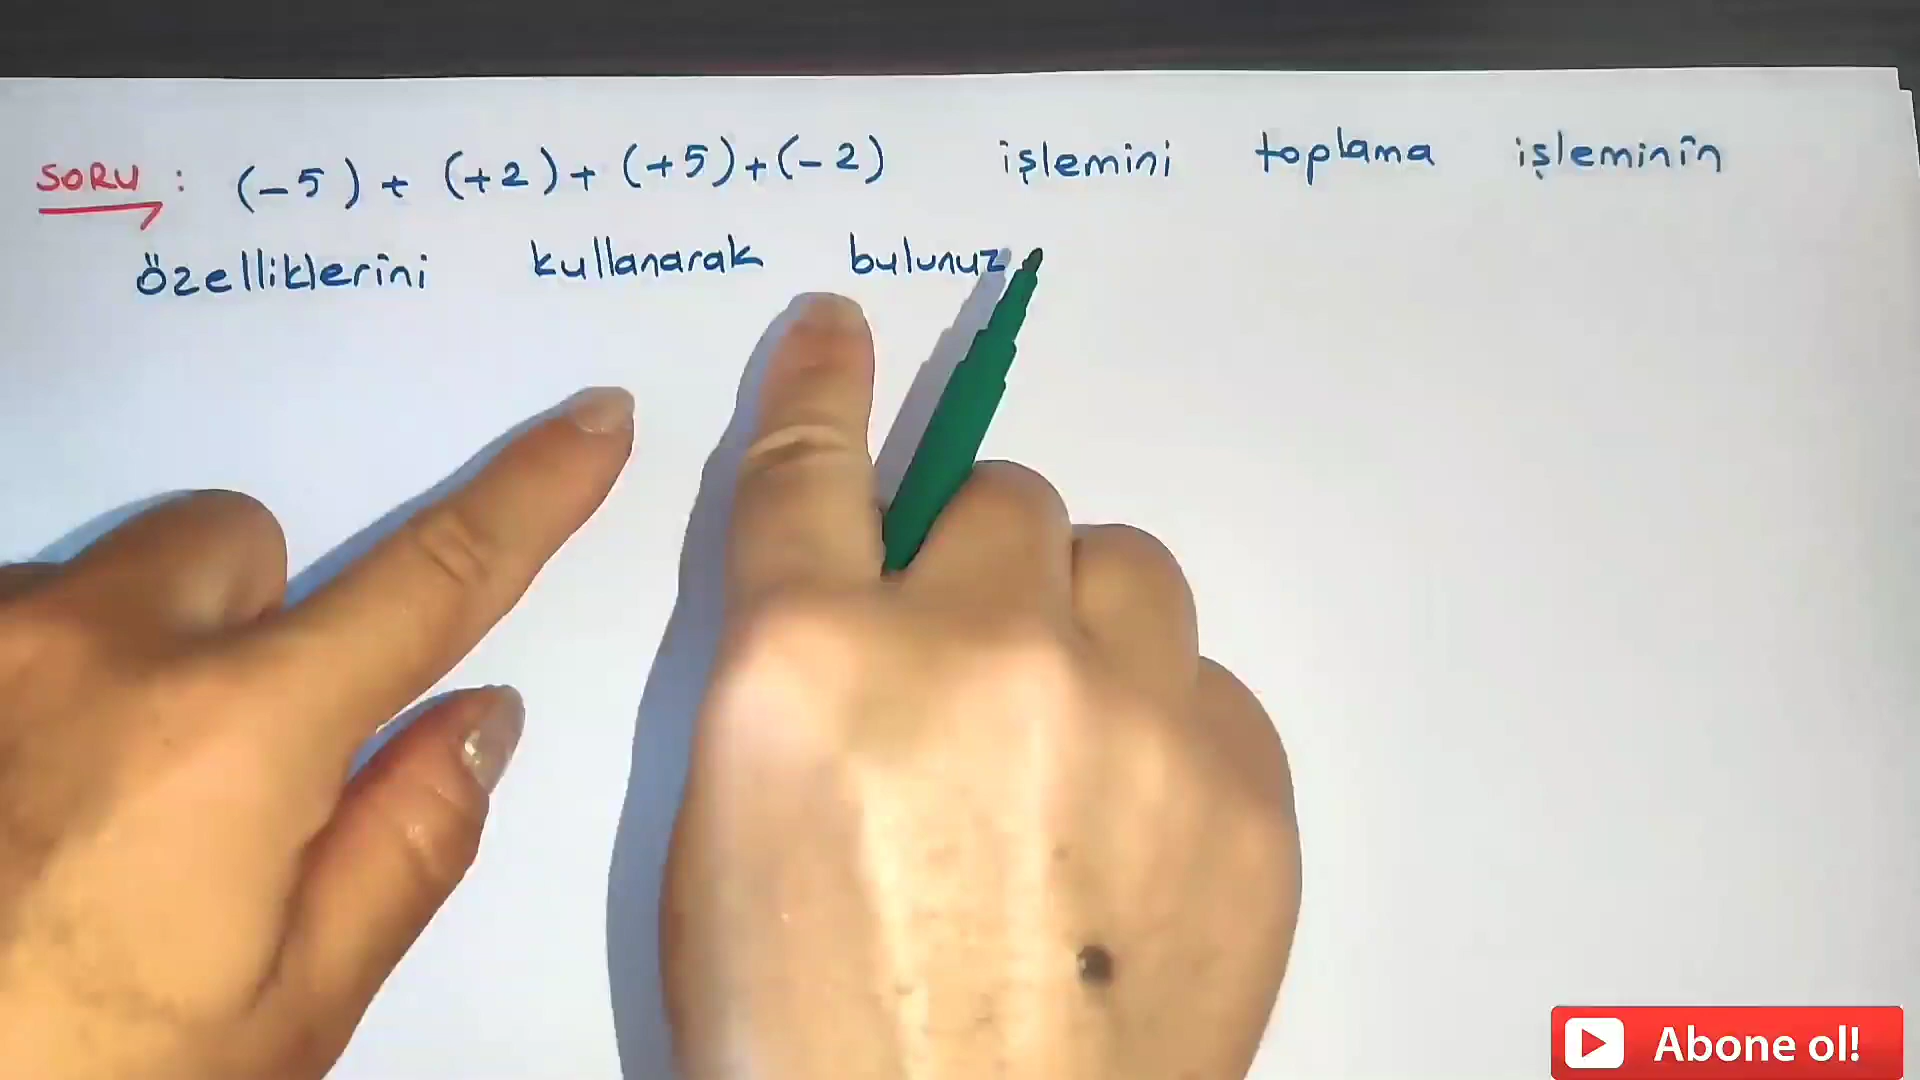 SORU : (-5) + (+2) + (+5) + (-2) işlemini toplama işleminin
özelliklerini kullanarak bulunuz
Abone ol!